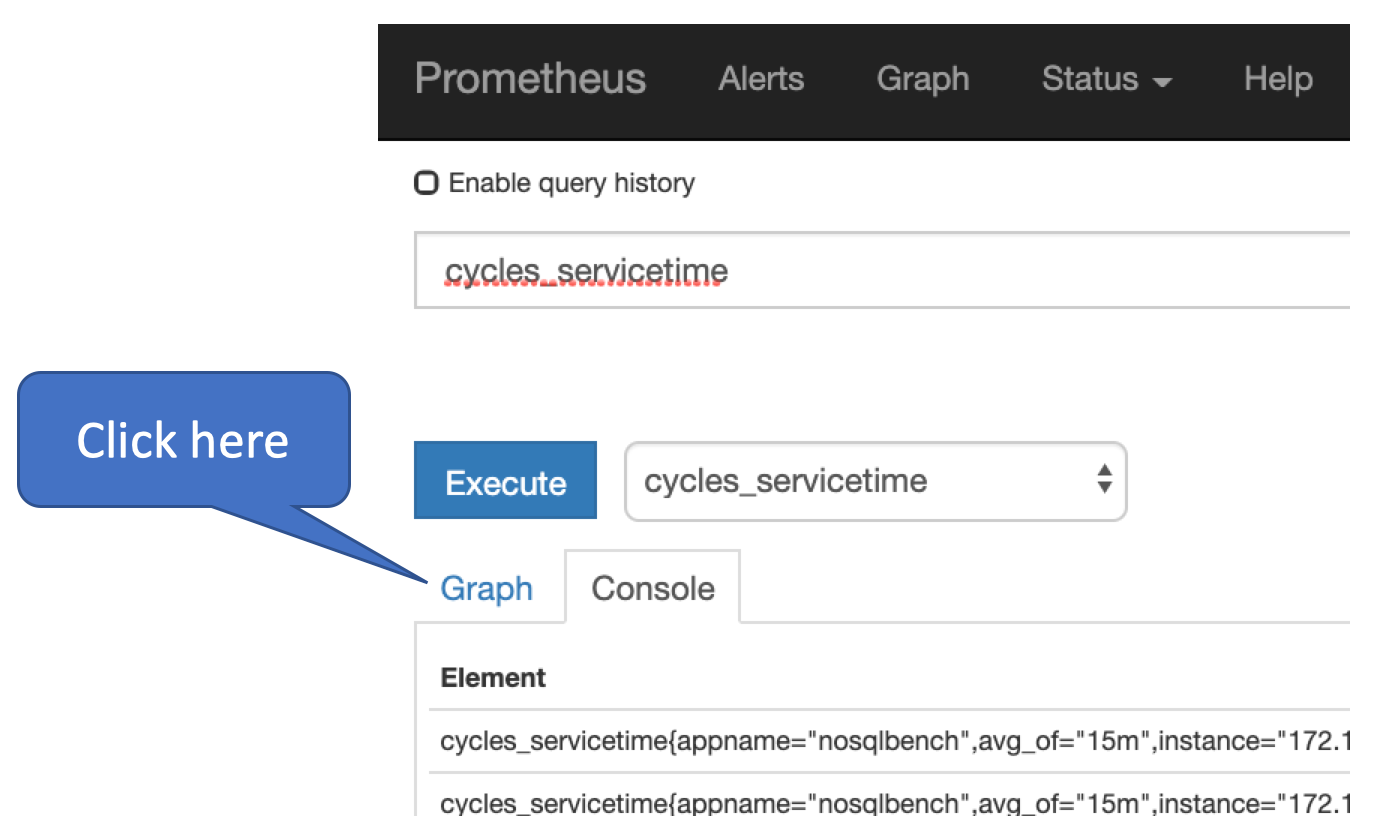 Prometheus Alerts Graph Status Help
Enable query history
cycles_servicetime
Click here
Execute cycles_servicetime
Graph Console
Element
cycles_servicetime{appname="nosqlbench",avg_of="15m",instance="172.1
cycles_servicetime{appname="nosqlbench",avg_of="15m",instance="172.1